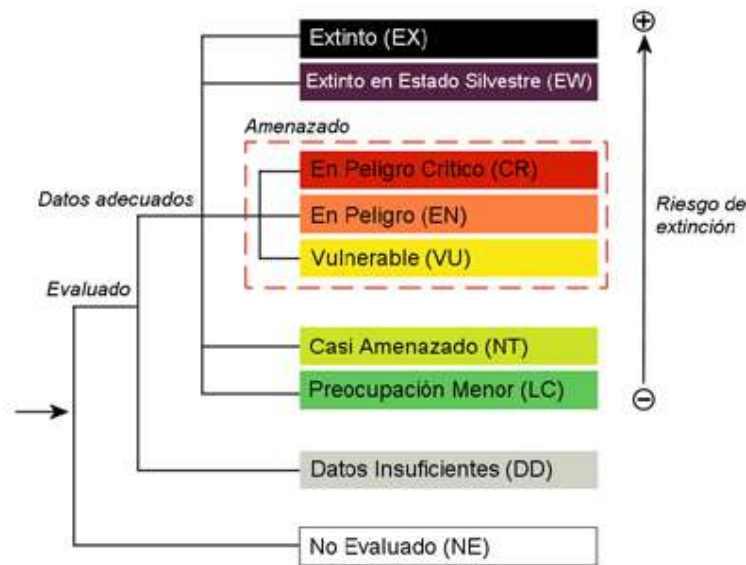 Extinto (EX)
Extinto en Estado Silvestre (EW)
Amenazado
En Peligro Crítico (CR)
Datos adecuados
En Peligro (EN)
Riesgo de
extinción
Vulnerable (VU)
Evaluado
Casi Amenazado (NT)
Preocupación Menor (LC)
Datos Insuficientes (DD)
No Evaluado (NE)